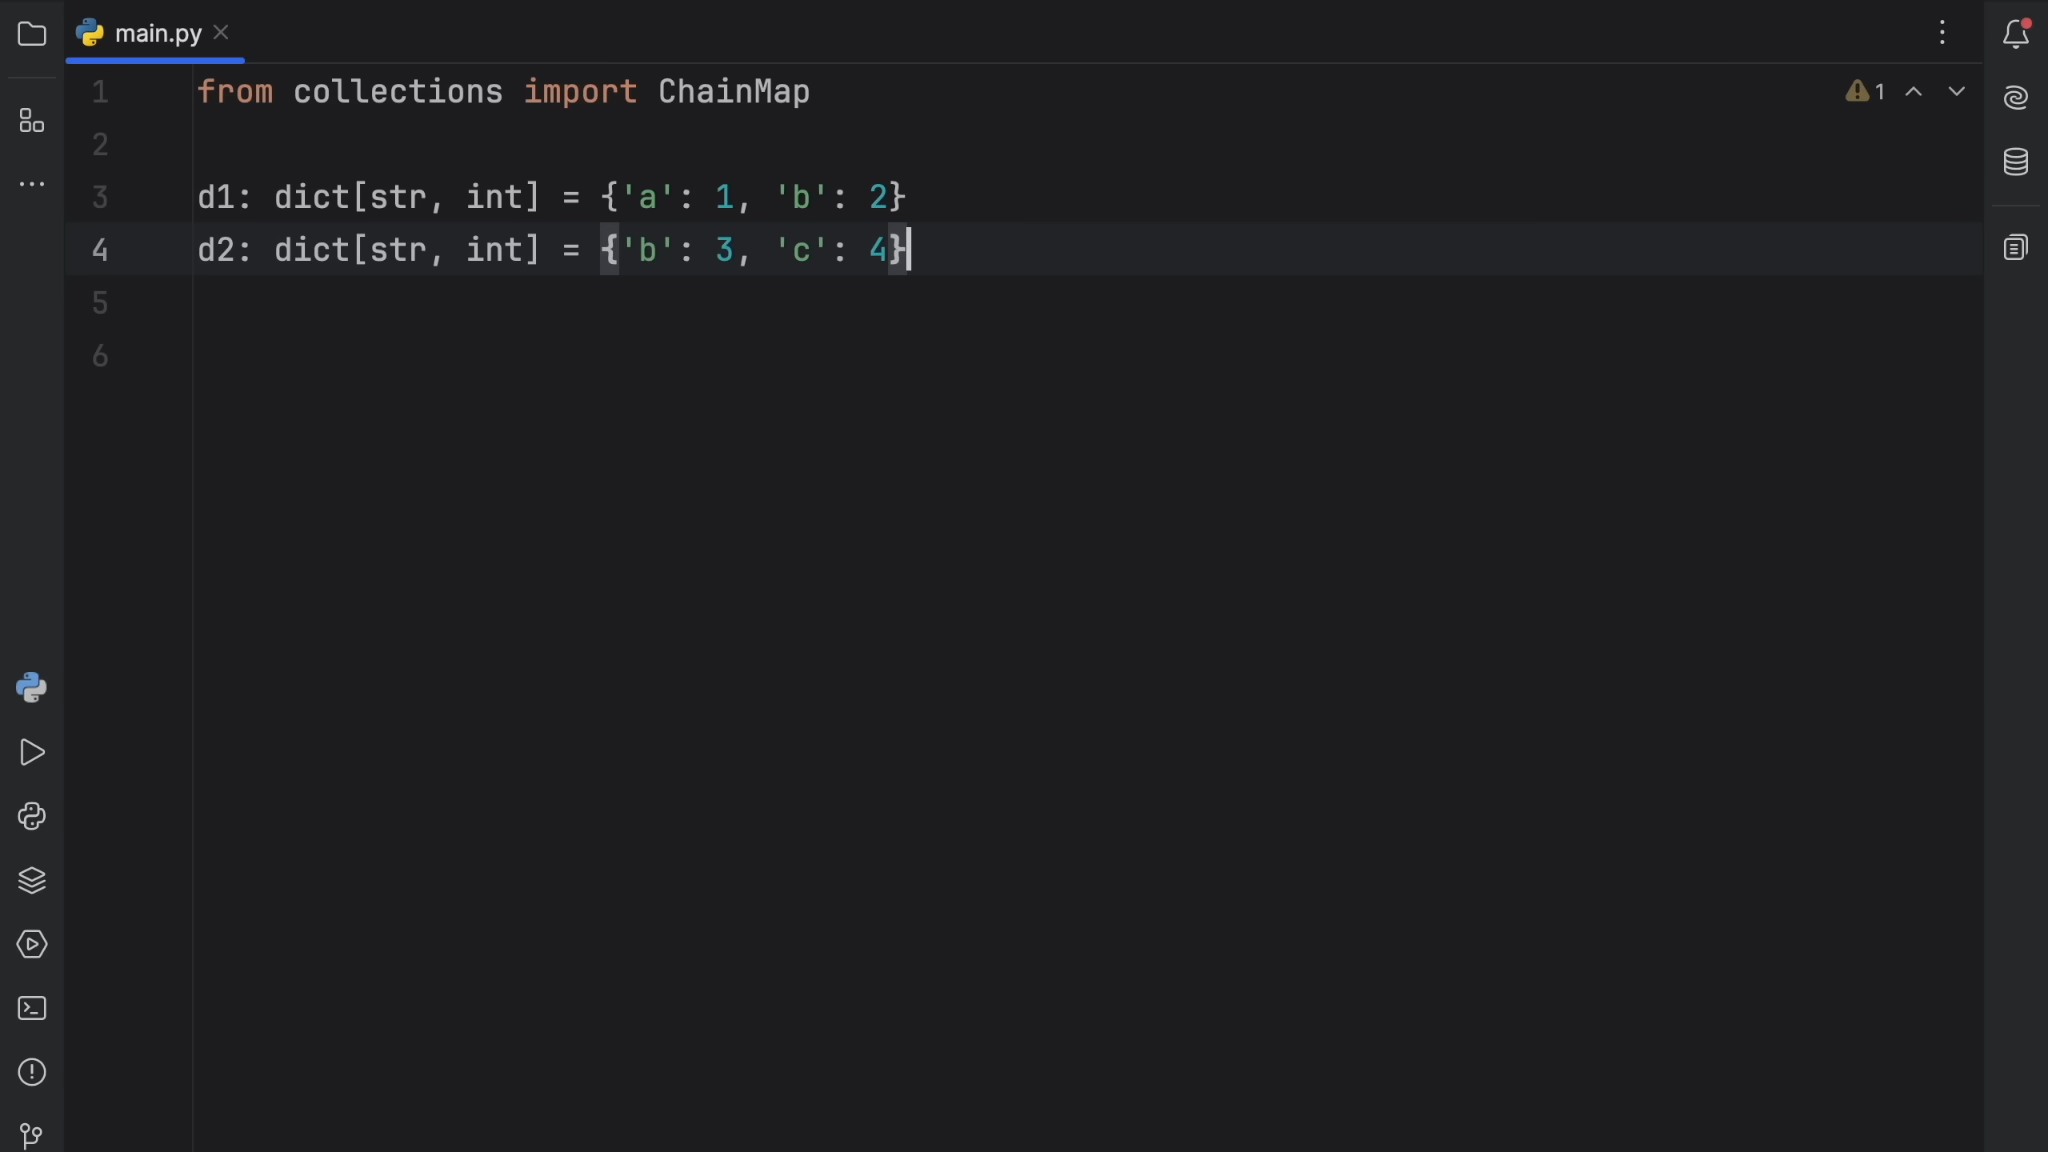 main.py
1 from collections import ChainMap
1
2
3 d1: dict[str, int] = {'a': 1, 'b': 2}
4 d2: dict[str, int] = {'b': 3, 'c': 4}
5
6